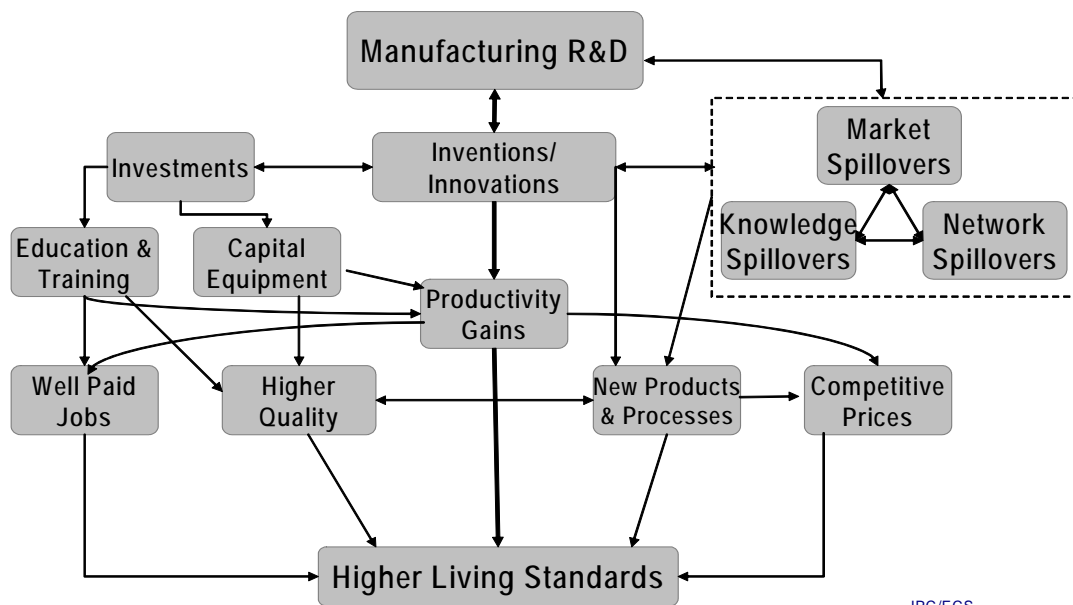 Manufacturing R&D
Market
Spillovers
Inventions/
Innovations
Investments
Knowledge
Spillovers
Network
Spillovers
Education &
Training
Capital
Equipment
Productivity
Gains
Well Paid
Jobs
Higher
Quality
New Products
& Processes
Competitive
Prices
Higher Living Standards